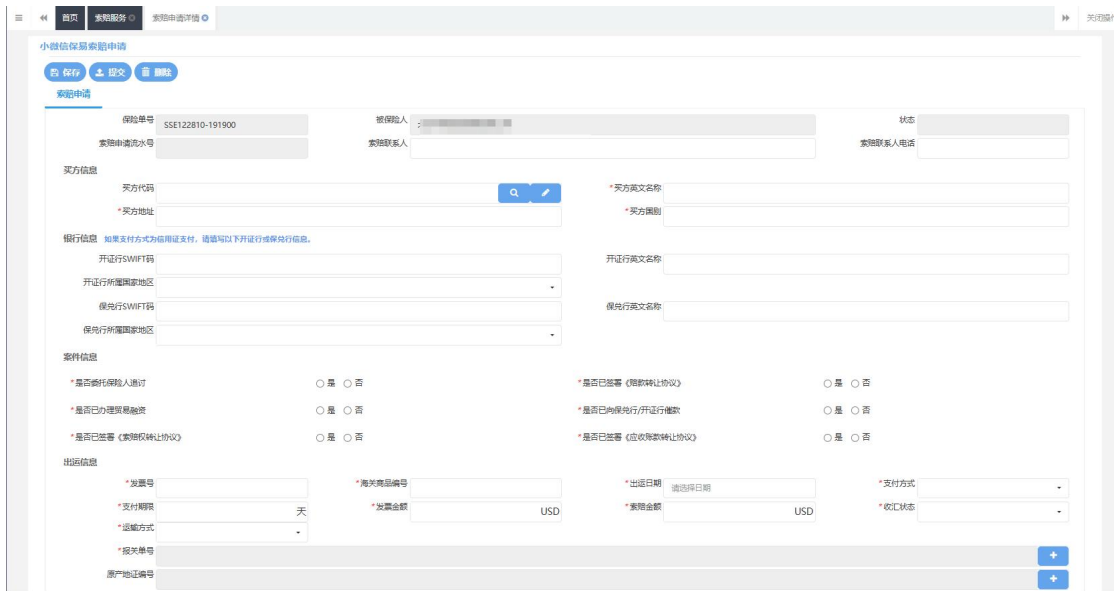 首页 索赔服务 索赔申请详情 关闭操作
小微信保易索赔申请
保存 提交 删除
索赔申请
保险单号 SSE122810-191900 被保险人 状态
索赔申请流水号 索赔联系人 索赔联系人电话
买方信息
买方代码 *买方英文名称
*买方地址 *买方国别
银行信息 如果支付方式为信用证支付，请填写以下开证行或保兑行信息。
开证行SWIFT码 开证行英文名称
开证行所属国家地区
保兑行SWIFT码 保兑行英文名称
保兑行所属国家地区
案件信息
*是否委托保险人追讨 是 否 *是否已签署《赔款转让协议》 是 否
*是否已办理贸易融资 是 否 *是否已向保兑行/开证行催款 是 否
*是否已签署《索赔权转让协议》 是 否 *是否已签署《应收账款转让协议》 是 否
出运信息
*发票号 *海关商品编号 *出运日期 请选择日期 *支付方式
*支付期限 天 *发票金额 USD *索赔金额 USD *收汇状态
*运输方式
*报关单号
原产地证编号